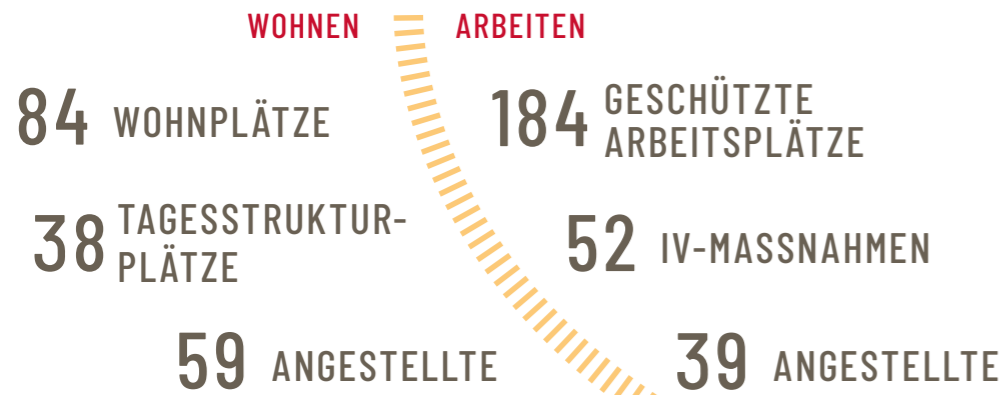 WOHNEN
84 WOHNPLÄTZE
38 TAGESSTRUKTUR-
PLÄTZE
59 ANGESTELLTE
ARBEITEN
184 GESCHÜTZTE
ARBEITSPLÄTZE
52 IV-MASSNAHMEN
39 ANGESTELLTE